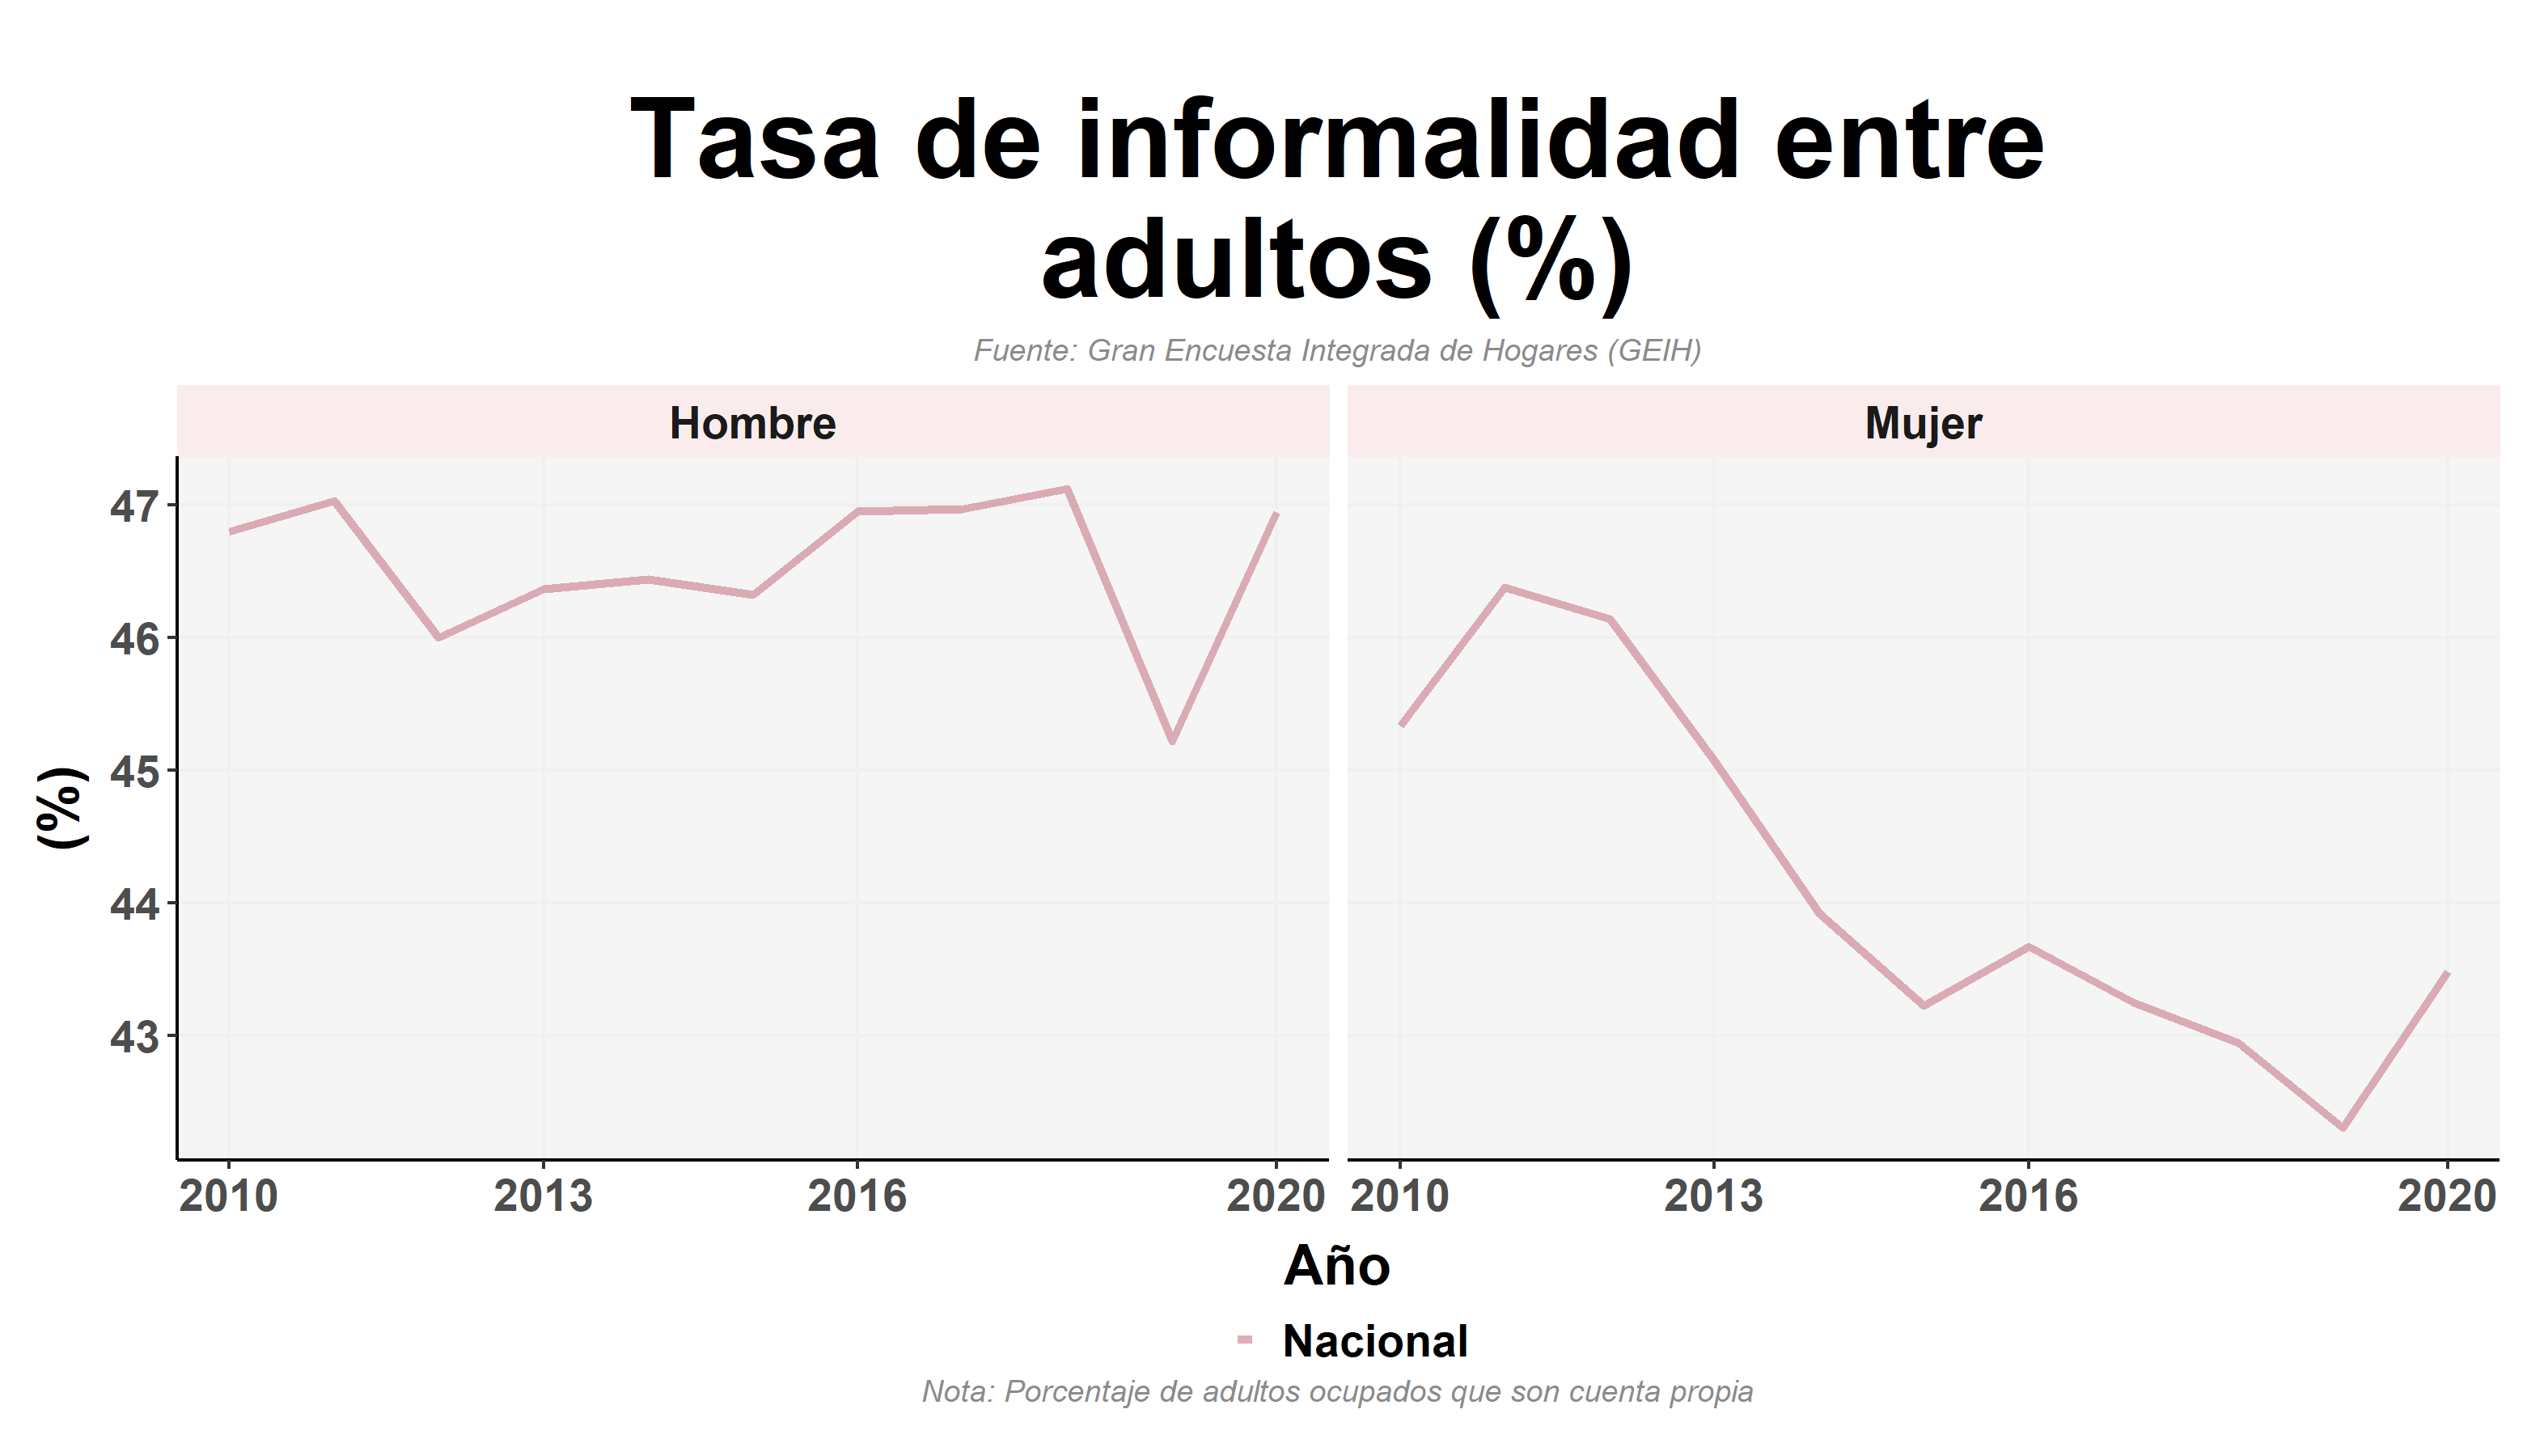 Tasa de informalidad entre
adultos (%)
Fuente: Gran Encuesta Integrada de Hogares (GEIH)
Hombre
Mujer
(%)
47
46
45
44
43
2010 2013 2016 2020
2010 2013 2016 2020
Año
Nacional
Nota: Porcentaje de adultos ocupados que son cuenta propia